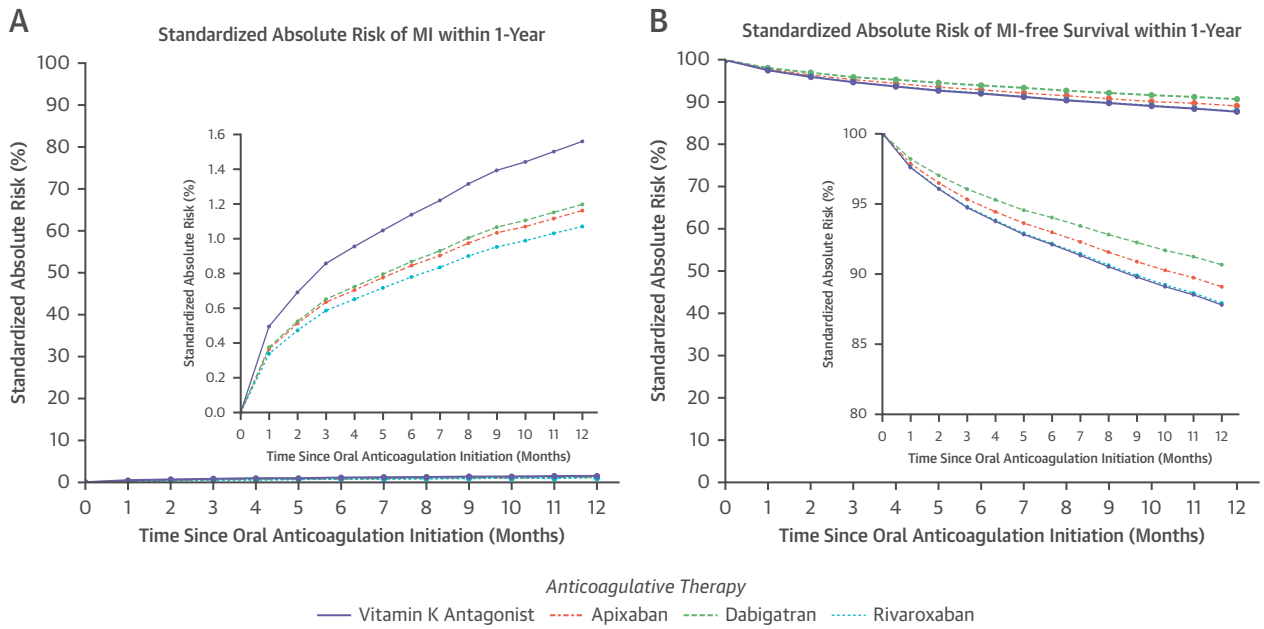 A
Standardized Absolute Risk of MI within 1-Year
Standardized Absolute Risk (%)
100
90
80
70
60
50
40
30
20
10
0
0 1 2 3 4 5 6 7 8 9 10 11 12
Time Since Oral Anticoagulation Initiation (Months)
Standardized Absolute Risk (%)
1.6
1.4
1.2
1.0
0.8
0.6
0.4
0.2
0.0
0 1 2 3 4 5 6 7 8 9 10 11 12
Time Since Oral Anticoagulation Initiation (Months)
B
Standardized Absolute Risk of MI-free Survival within 1-Year
Standardized Absolute Risk (%)
100
90
80
70
60
50
40
30
20
10
0
0 1 2 3 4 5 6 7 8 9 10 11 12
Time Since Oral Anticoagulation Initiation (Months)
Standardized Absolute Risk (%)
100
95
90
85
80
0 1 2 3 4 5 6 7 8 9 10 11 12
Time Since Oral Anticoagulation Initiation (Months)
Anticoagulative Therapy
Vitamin K Antagonist Apixaban Dabigatran Rivaroxaban